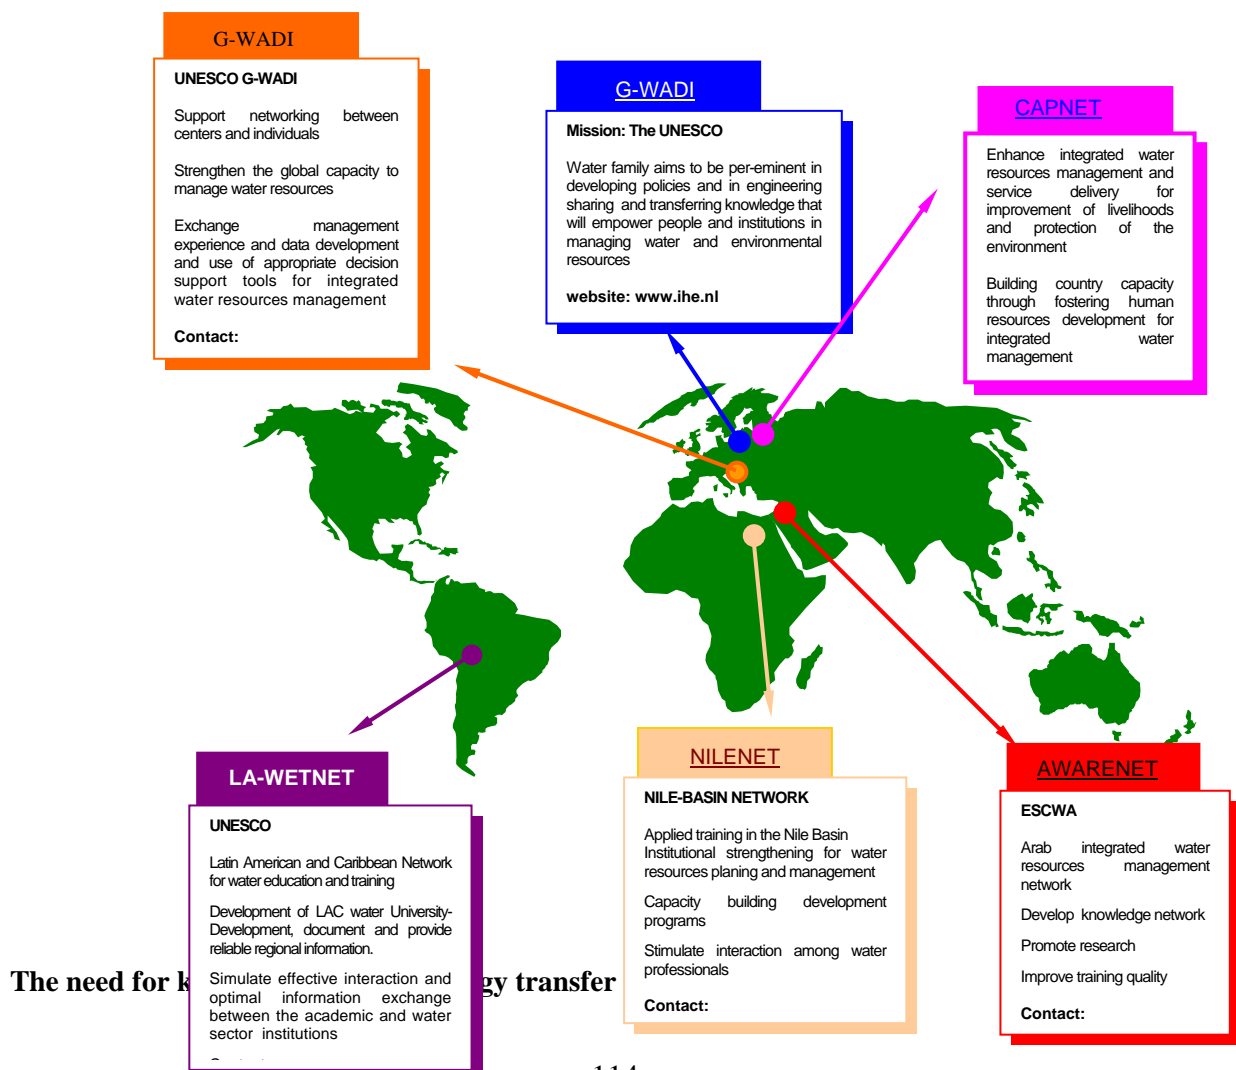 G-WADI
UNESCO G-WADI
Support networking between
centers and individuals
Strengthen the global capacity to
manage water resources
Exchange management
experience and data development
and use of appropriate decision
support tools for integrated
water resources management
Contact:
G-WADI
Mission: The UNESCO
Water family aims to be per-eminent in
developing policies and in engineering
sharing and transferring knowledge that
will empower people and institutions in
managing water and environmental
resources
website: www.ihe.nl
CAPNET
Enhance integrated water
resources management and
service delivery for
improvement of livelihoods
and protection of the
environment
Building country capacity
through fostering human
resources development for
integrated water
management
LA-WETNET
UNESCO
Latin American and Caribbean Network
for water education and training
Development of LAC water University-
Development, document and provide
reliable regional information.
Simulate effective interaction and
optimal information exchange
between the academic and water
sector institutions
NILENET
NILE-BASIN NETWORK
Applied training in the Nile Basin
Institutional strengthening for water
resources planing and management
Capacity building development
programs
Stimulate interaction among water
professionals
Contact:
AWARENET
ESCWA
Arab integrated water
resources management
network
Develop knowledge network
Promote research
Improve training quality
Contact:
The need for k gy transfer